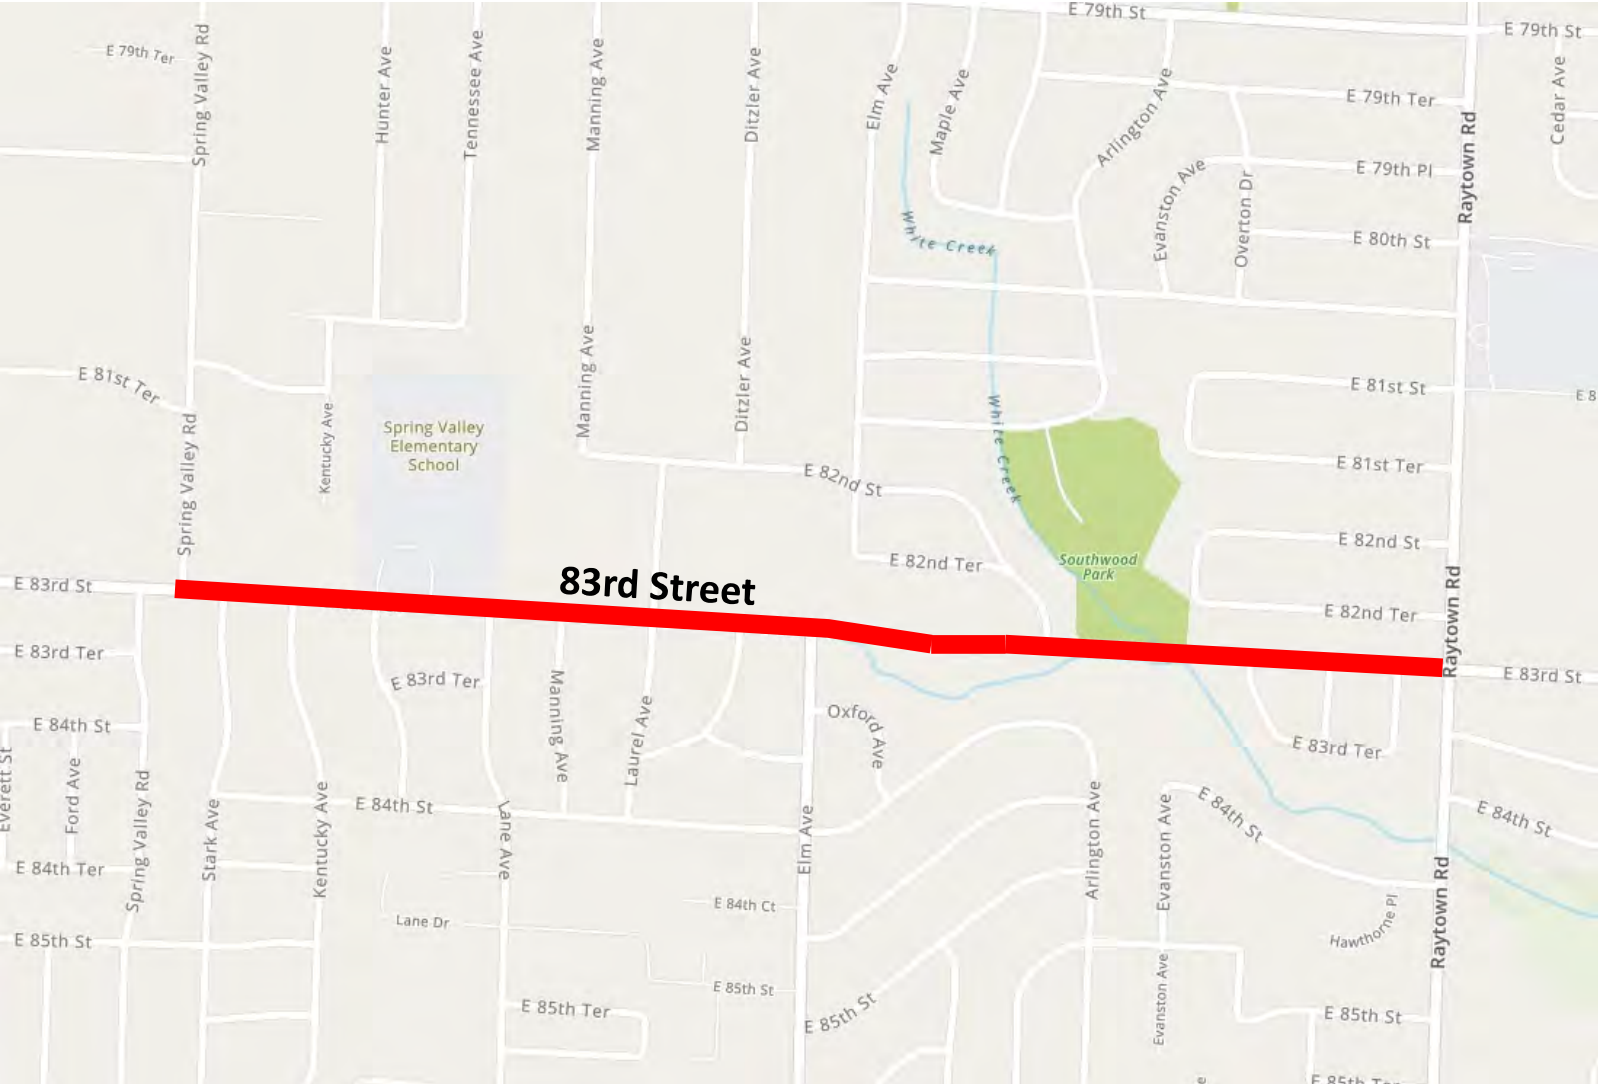 E 79th St
E 79th St
E 79th Ter
Spring Valley Rd
Hunter Ave
Tennessee Ave
Manning Ave
Ditzler Ave
Elm Ave
Maple Ave
Arlington Ave
E 79th Ter
Raytown Rd
Cedar Ave
Evanston Ave
E 79th Pl
Overton Dr
E 80th St
White Creek
E 81st Ter
Spring Valley Rd
Kentucky Ave
Spring Valley
Elementary
School
Manning Ave
Ditzler Ave
White Creek
E 81st St
E 8
E 81st Ter
E 82nd St
E 82nd St
E 82nd Ter
Southwood
Park
E 82nd Ter
Raytown Rd
E 83rd St
83rd Street
E 83rd St
E 83rd Ter
E 83rd Ter
Manning Ave
Laurel Ave
Oxford Ave
E 83rd Ter
E 84th St
Everett St
Ford Ave
Spring Valley Rd
Stark Ave
Kentucky Ave
E 84th St
Lane Ave
Elm Ave
Arlington Ave
Evanston Ave
E 84th St
E 84th St
E 84th Ter
Raytown Rd
Hawthorne Pl
Lane Dr
E 84th Ct
E 85th St
E 85th St
E 85th Ter
E 85th St
Evanston Ave
E 85th St
E 85th Ter